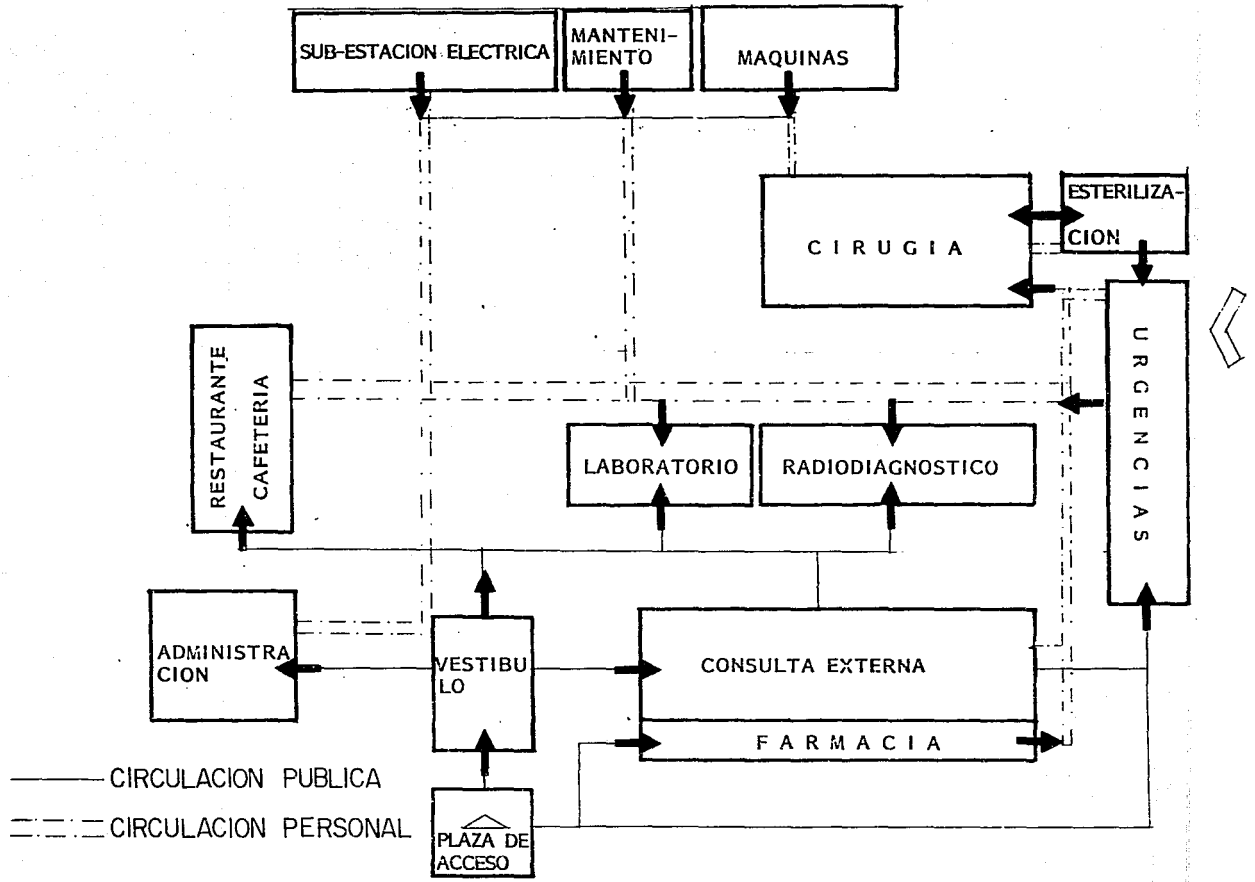 SUB-ESTACION ELECTRICA
MANTENI-
MIENTO
MAQUINAS
ESTERILIZA-
CION
CIRUGIA
URGENCIAS
RESTAURANTE
CAFETERIA
LABORATORIO
RADIODIAGNOSTICO
ADMINISTRA
CION
VESTIBU
LO
CONSULTA EXTERNA
FARMACIA
CIRCULACION PUBLICA
CIRCULACION PERSONAL
PLAZA DE
ACCESO